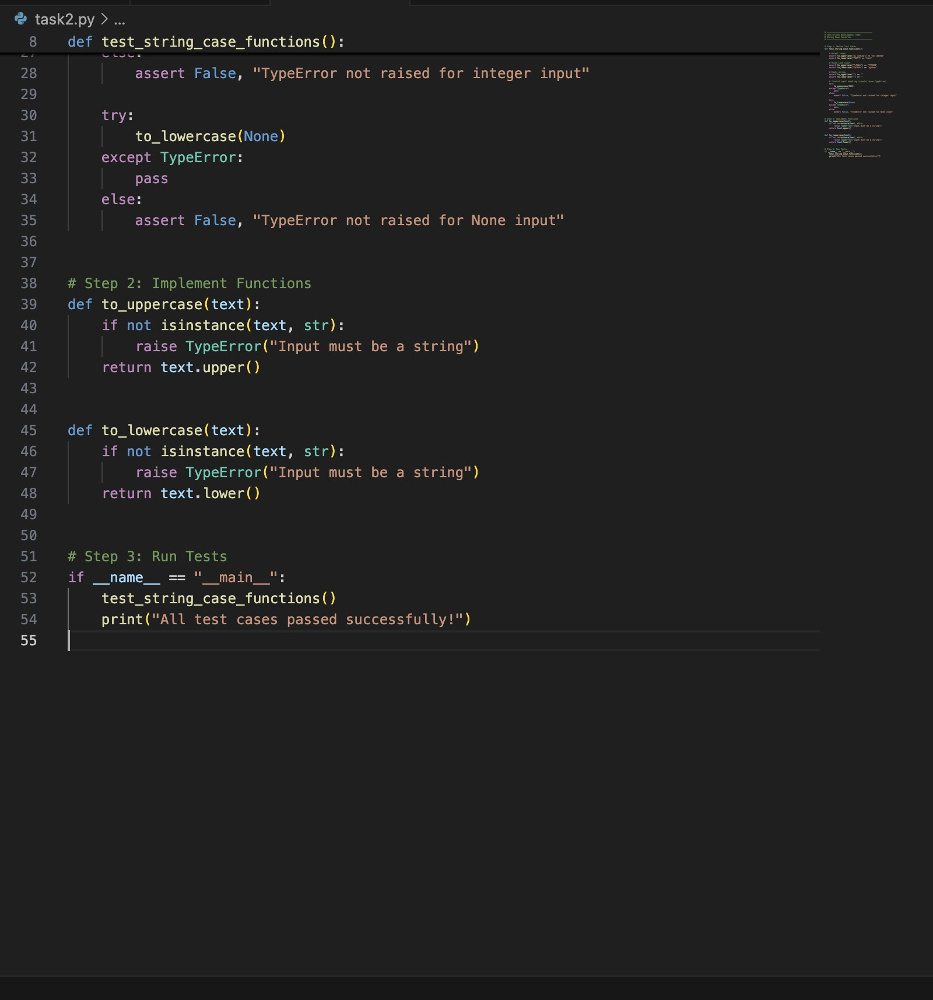 task2.py > ...
8 def test_string_case_functions():
27 else:
28 assert False, "TypeError not raised for integer input"
29
30 try:
31 to_lowercase(None)
32 except TypeError:
33 pass
34 else:
35 assert False, "TypeError not raised for None input"
36
37
38 # Step 2: Implement Functions
39 def to_uppercase(text):
40 if not isinstance(text, str):
41 raise TypeError("Input must be a string")
42 return text.upper()
43
44
45 def to_lowercase(text):
46 if not isinstance(text, str):
47 raise TypeError("Input must be a string")
48 return text.lower()
49
50
51 # Step 3: Run Tests
52 if __name__ == "__main__":
53 test_string_case_functions()
54 print("All test cases passed successfully!")
55